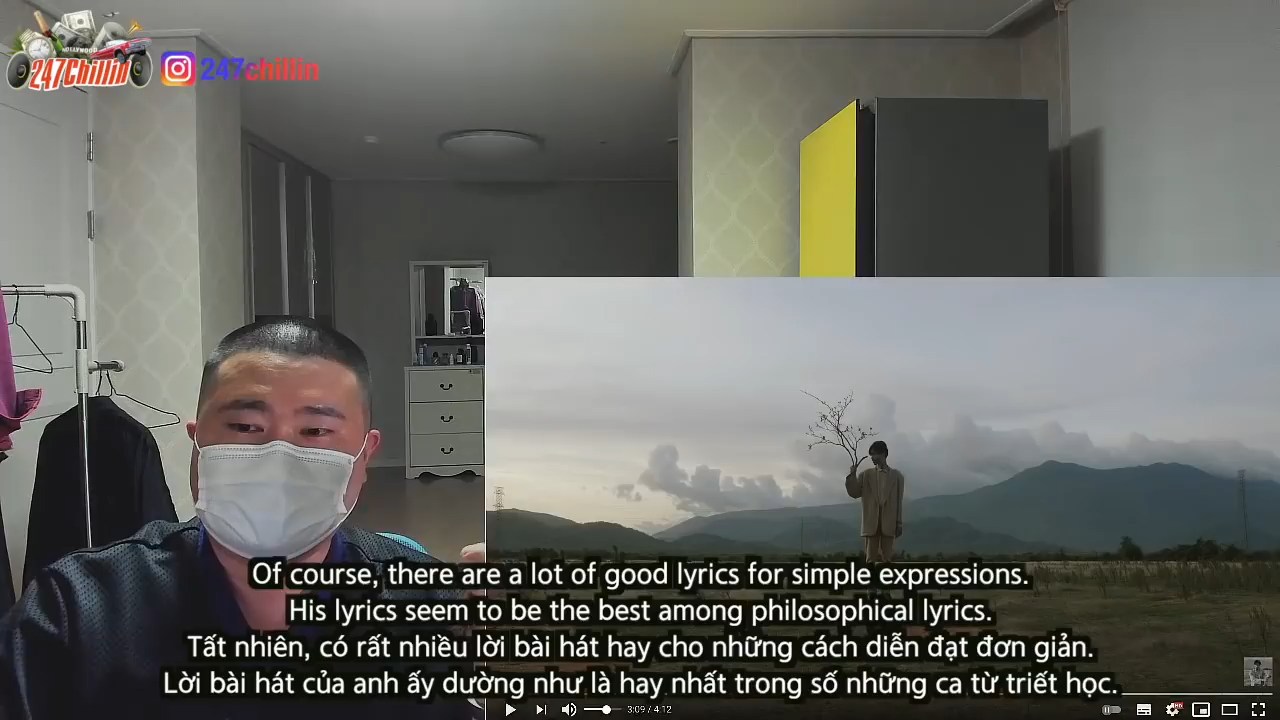 HOLLYWOOD
247Chillin
247chillin
Of course, there are a lot of good lyrics for simple expressions.
His lyrics seem to be the best among philosophical lyrics.
Tất nhiên, có rất nhiều lời bài hát hay cho những cách diễn đạt đơn giản.
Lời bài hát của anh ấy dường như là hay nhất trong số những ca từ triết học.
3:09 / 4:12
HD